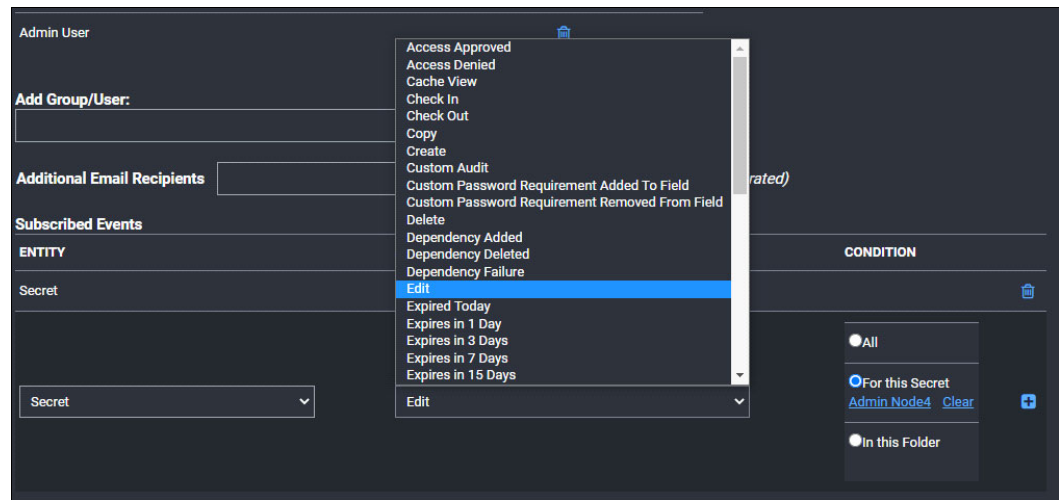 Admin User
Add Group/User:
Additional Email Recipients
rated)
Subscribed Events
ENTITY
CONDITION
Secret
Access Approved
Access Denied
Cache View
Check In
Check Out
Copy
Create
Custom Audit
Custom Password Requirement Added To Field
Custom Password Requirement Removed From Field
Delete
Dependency Added
Dependency Deleted
Dependency Failure
Edit
Expired Today
Expires in 1 Day
Expires in 3 Days
Expires in 7 Days
Expires in 15 Days
Secret
Edit
All
For this Secret
Admin Node4 Clear
In this Folder